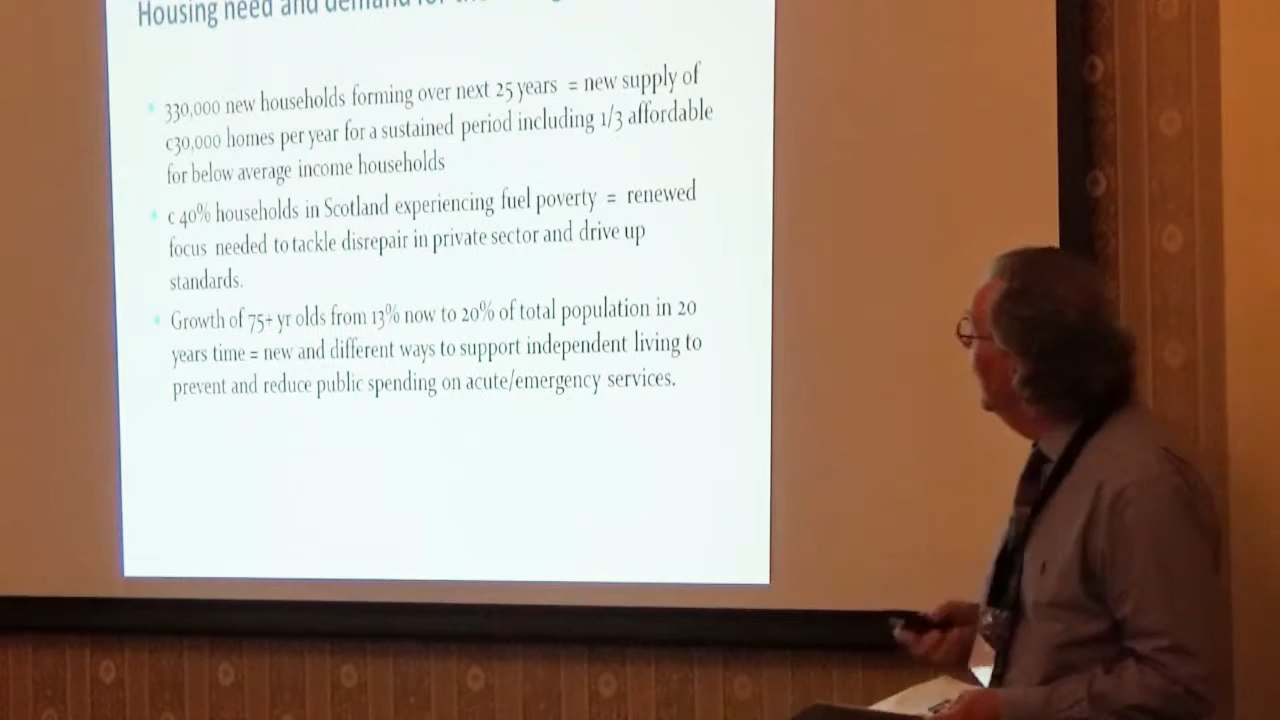 Housing need and demand for the
330,000 new households forming over next 25 years = new supply of
c30,000 homes per year for a sustained period including 1/3 affordable
for below average income households
c 40% households in Scotland experiencing fuel poverty = renewed
focus needed to tackle disrepair in private sector and drive up
standards.
Growth of 75+ yr olds from 13% now to 20% of total population in 20
years time = new and different ways to support independent living to
prevent and reduce public spending on acute/emergency services.